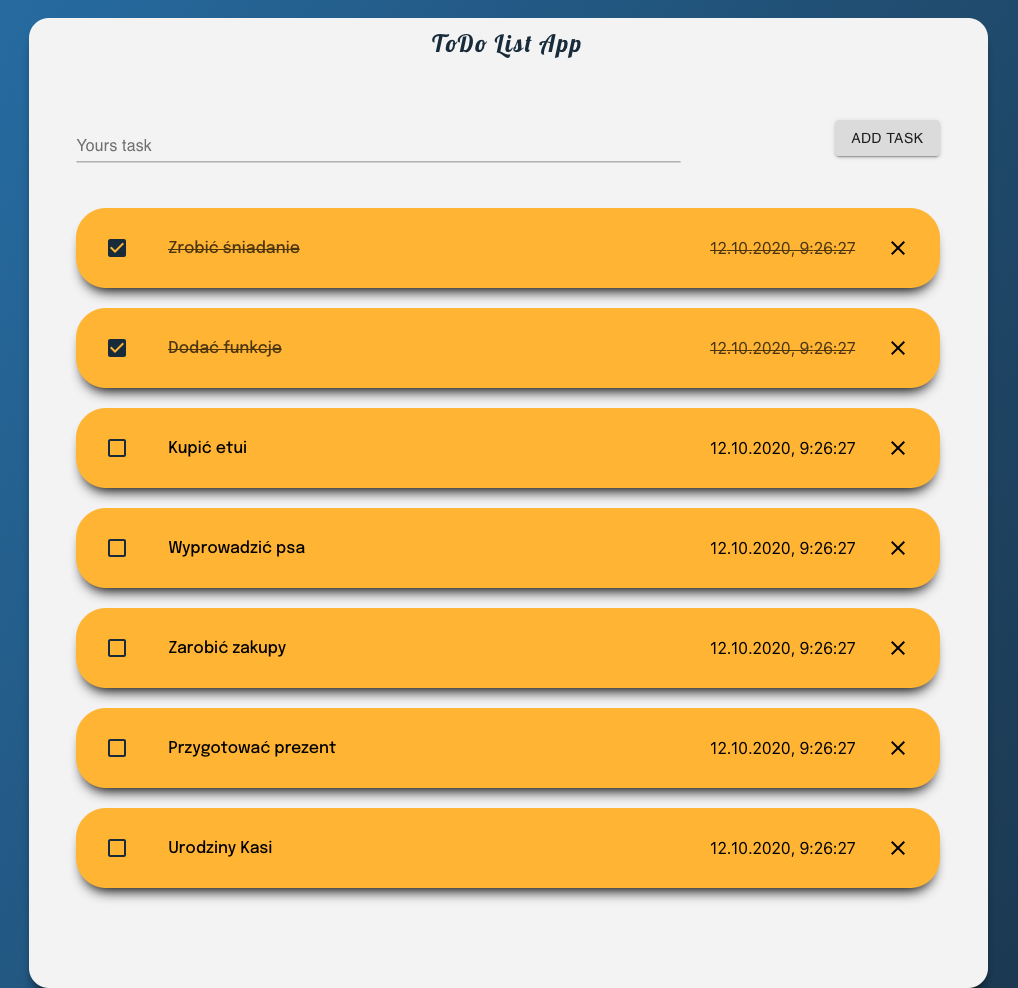 ToDo List App
Yours task
ADD TASK
Zrobić śniadanie 12.10.2020, 9:26:27
Dodać funkcje 12.10.2020, 9:26:27
Kupić etui 12.10.2020, 9:26:27
Wyprowadzić psa 12.10.2020, 9:26:27
Zarobić zakupy 12.10.2020, 9:26:27
Przygotować prezent 12.10.2020, 9:26:27
Urodziny Kasi 12.10.2020, 9:26:27